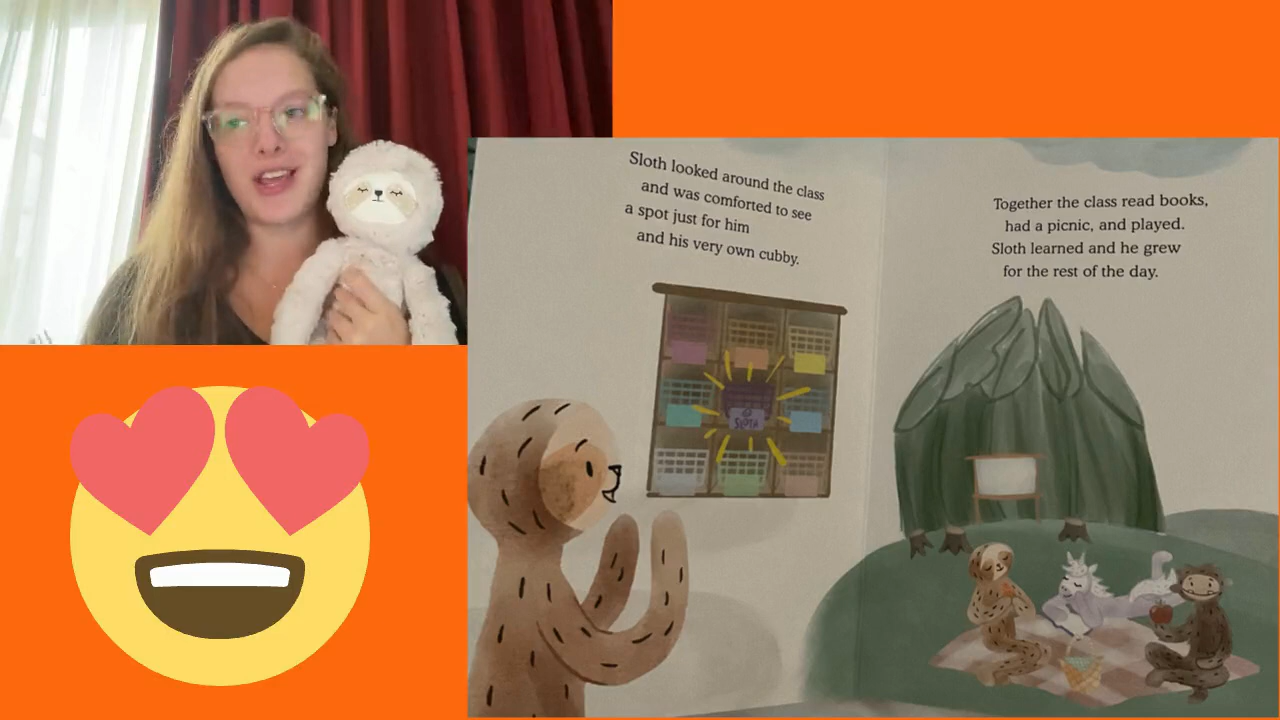 Sloth looked around the class
and was comforted to see
a spot just for him
and his very own cubby.
SLOTH
Together the class read books,
had a picnic, and played.
Sloth learned and he grew
for the rest of the day.